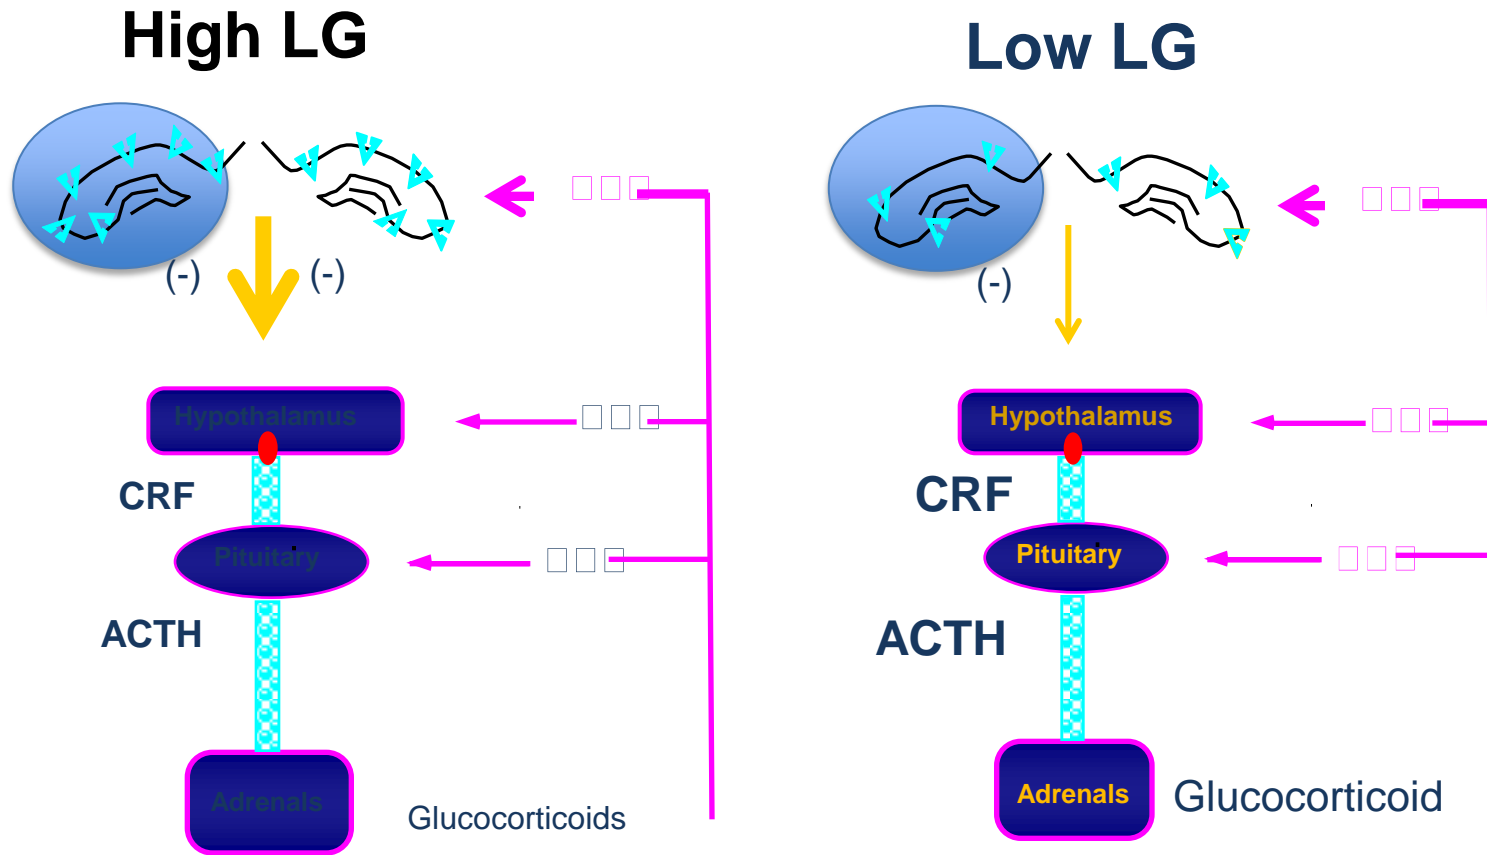 High LG
(-)
(-)
Hypothalamus
CRF
Pituitary
ACTH
Adrenals
Glucocorticoids
Low LG
(-)
Hypothalamus
CRF
Pituitary
ACTH
Adrenals
Glucocorticoid